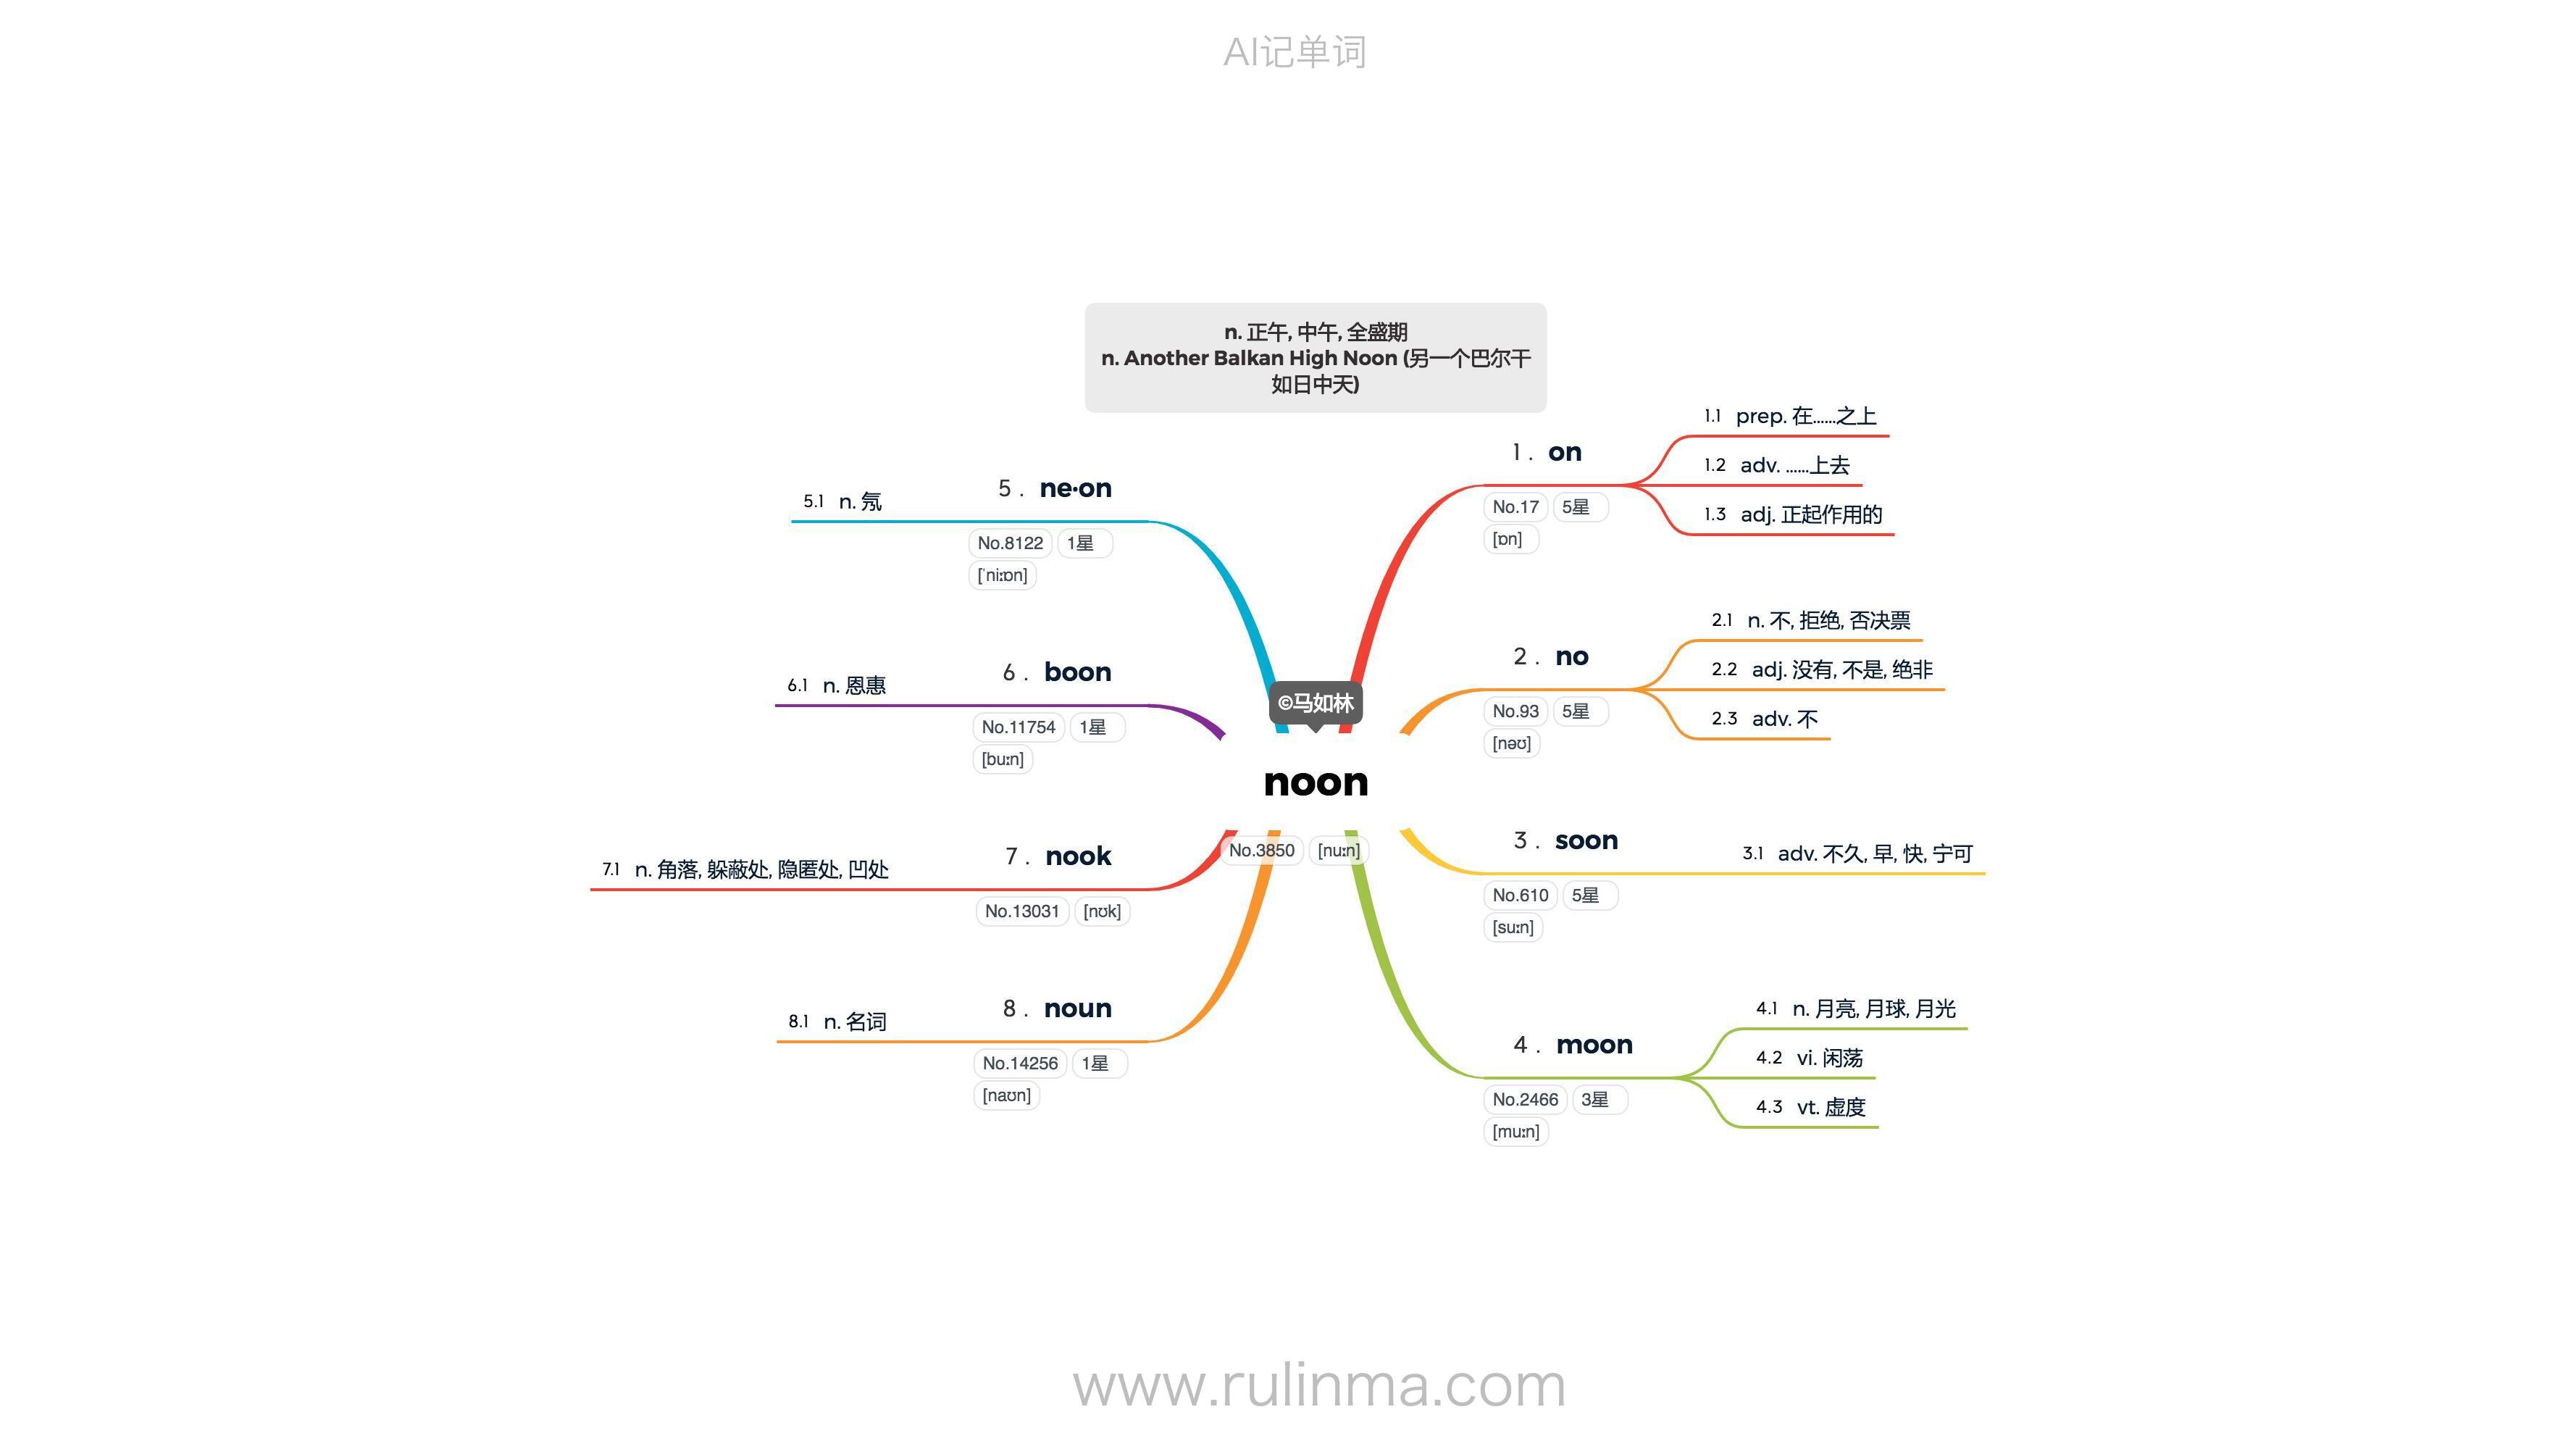 AI记单词
n. 正午, 中午, 全盛期
n. Another Balkan High Noon (另一个巴尔干
如日中天)
©马如林
noon
No.3850 [nuːn]
1 . on
No.17 5星
[ɒn]
1.1 prep. 在……之上
1.2 adv. ……上去
1.3 adj. 正起作用的
2 . no
No.93 5星
[nəʊ]
2.1 n. 不, 拒绝, 否决票
2.2 adj. 没有, 不是, 绝非
2.3 adv. 不
3 . soon
No.610 5星
[suːn]
3.1 adv. 不久, 早, 快, 宁可
4 . moon
No.2466 3星
[muːn]
4.1 n. 月亮, 月球, 月光
4.2 vi. 闲荡
4.3 vt. 虚度
5 . ne·on
No.8122 1星
[ˈniːɒn]
5.1 n. 氖
6 . boon
No.11754 1星
[buːn]
6.1 n. 恩惠
7 . nook
No.13031 [nʊk]
7.1 n. 角落, 躲蔽处, 隐匿处, 凹处
8 . noun
No.14256 1星
[naʊn]
8.1 n. 名词
www.rulinma.com